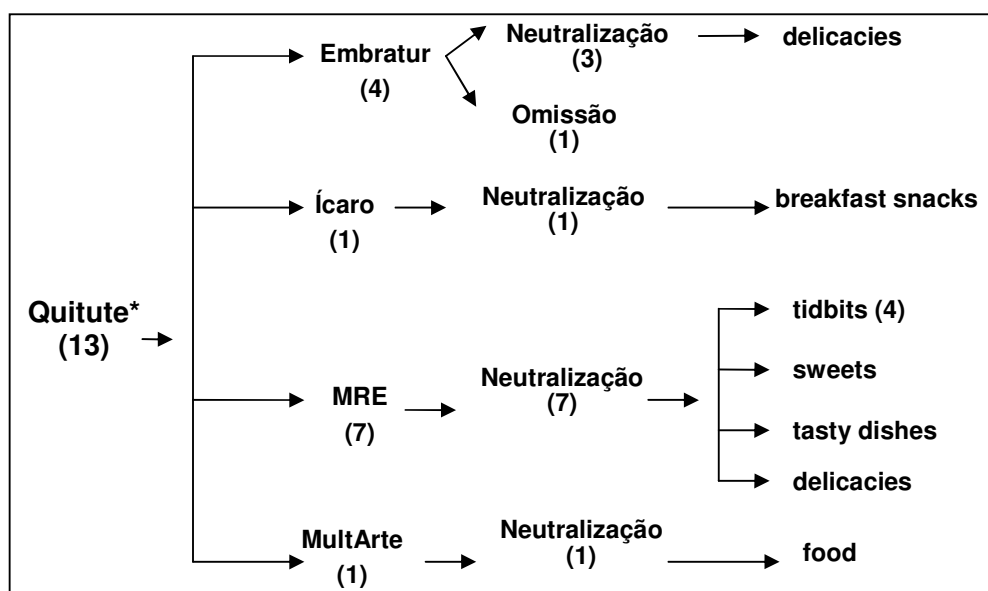 Quitute*
(13)
Embratur
(4)
Neutralização
(3)
delicacies
Omissão
(1)
Ícaro
(1)
Neutralização
(1)
breakfast snacks
MRE
(7)
Neutralização
(7)
tidbits (4)
sweets
tasty dishes
delicacies
MultArte
(1)
Neutralização
(1)
food